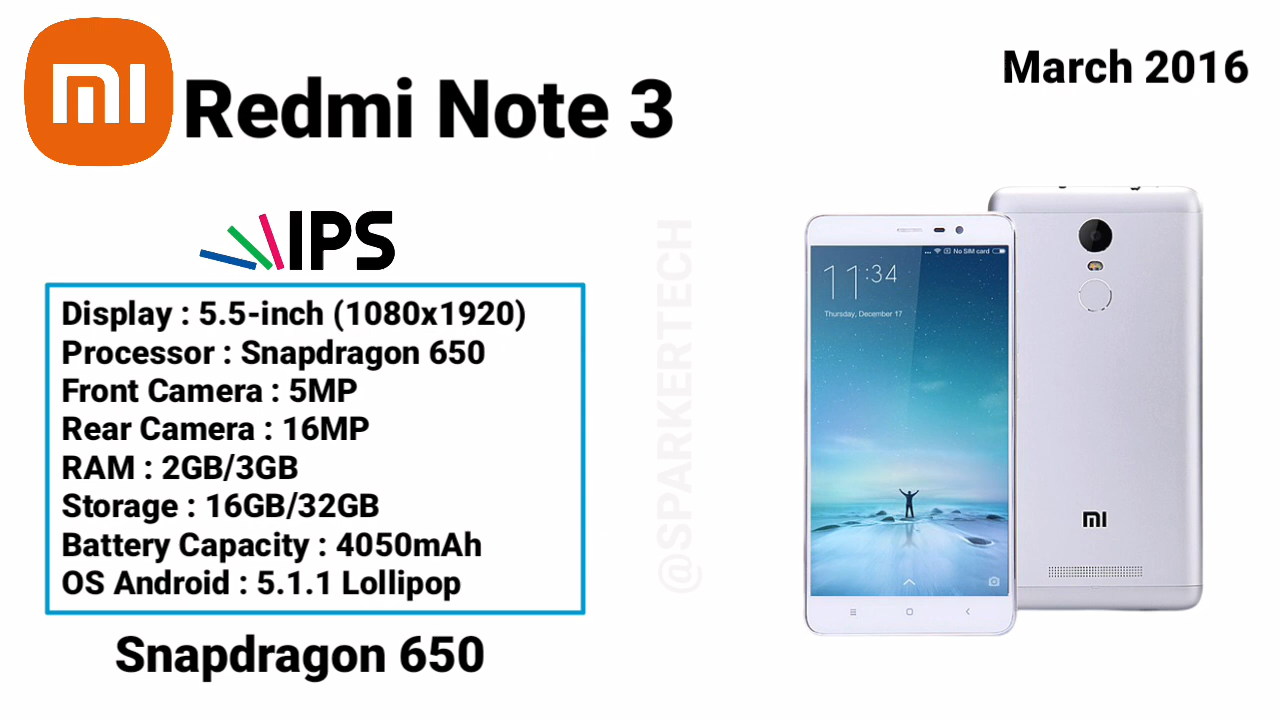 mi
Redmi Note 3
March 2016
IPS
Display : 5.5-inch (1080x1920)
Processor : Snapdragon 650
Front Camera : 5MP
Rear Camera : 16MP
RAM : 2GB/3GB
Storage : 16GB/32GB
Battery Capacity : 4050mAh
OS Android : 5.1.1 Lollipop
Snapdragon 650
@SPARKERTECH
... No SIM card
11:34
Thursday, December 17
mi